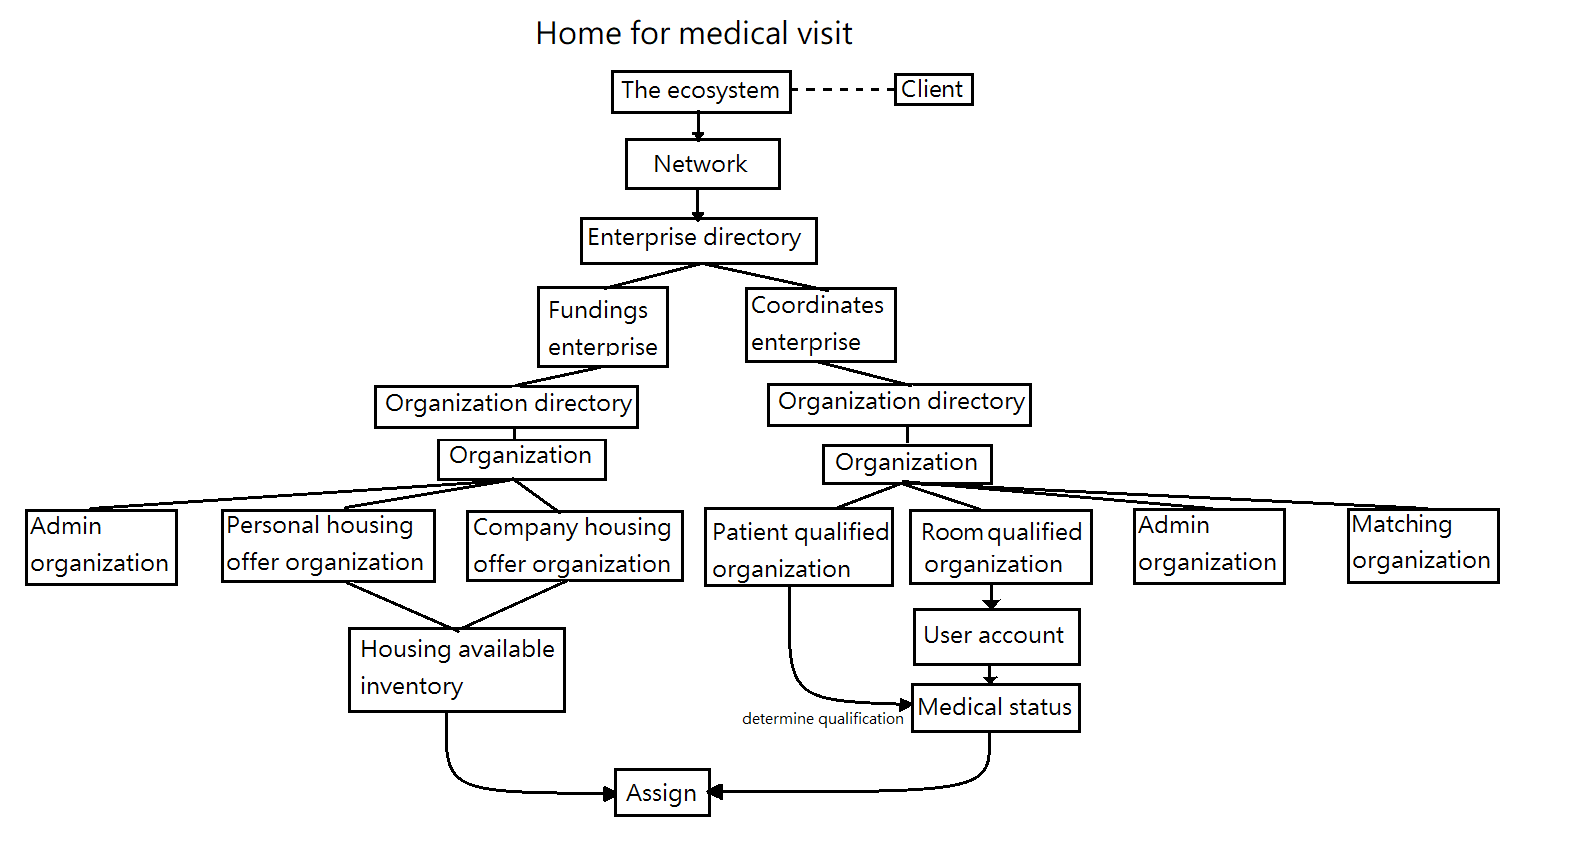 Home for medical visit
The ecosystem
Client
Network
Enterprise directory
Fundings
enterprise
Coordinates
enterprise
Organization directory
Organization directory
Organization
Organization
Admin
organization
Personal housing
offer organization
Company housing
offer organization
Patient qualified
organization
Room qualified
organization
Admin
organization
Matching
organization
User account
Housing available
inventory
Medical status
determine qualification
Assign